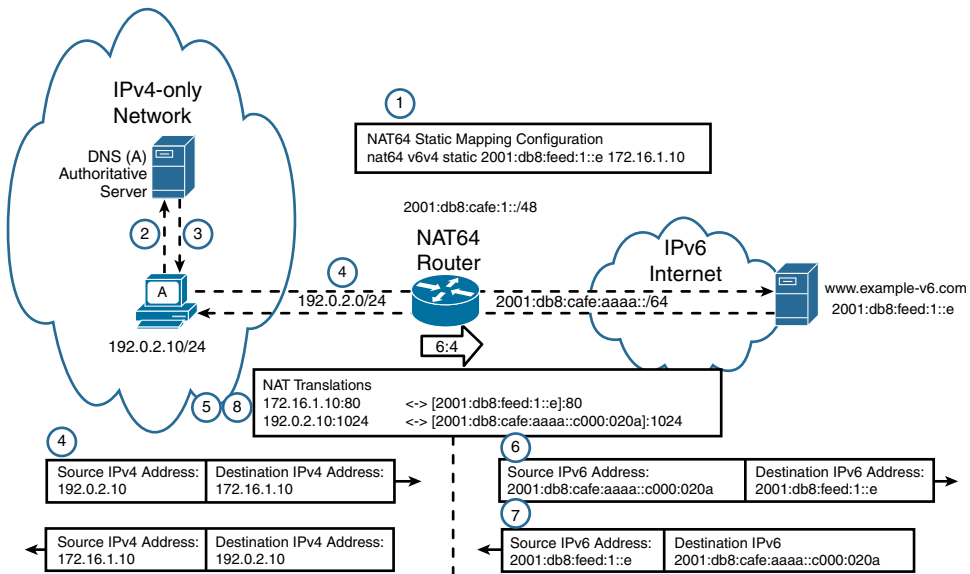 IPv4-only
Network
DNS (A)
Authoritative
Server
1
NAT64 Static Mapping Configuration
nat64 v6v4 static 2001:db8:feed:1::e 172.16.1.10
2001:db8:cafe:1::/48
NAT64
Router
IPv6
Internet
2
3
4
A
192.0.2.0/24
2001:db8:cafe:aaaa::/64
www.example-v6.com
2001:db8:feed:1::e
192.0.2.10/24
6:4
5
8
NAT Translations
172.16.1.10:80 <-> [2001:db8:feed:1::e]:80
192.0.2.10:1024 <-> [2001:db8:cafe:aaaa::c000:020a]:1024
4
Source IPv4 Address: Destination IPv4 Address:
192.0.2.10 172.16.1.10
6
Source IPv6 Address: Destination IPv6 Address:
2001:db8:cafe:aaaa::c000:020a 2001:db8:feed:1::e
Source IPv4 Address: Destination IPv4 Address:
172.16.1.10 192.0.2.10
7
Source IPv6 Address: Destination IPv6
2001:db8:feed:1::e 2001:db8:cafe:aaaa::c000:020a